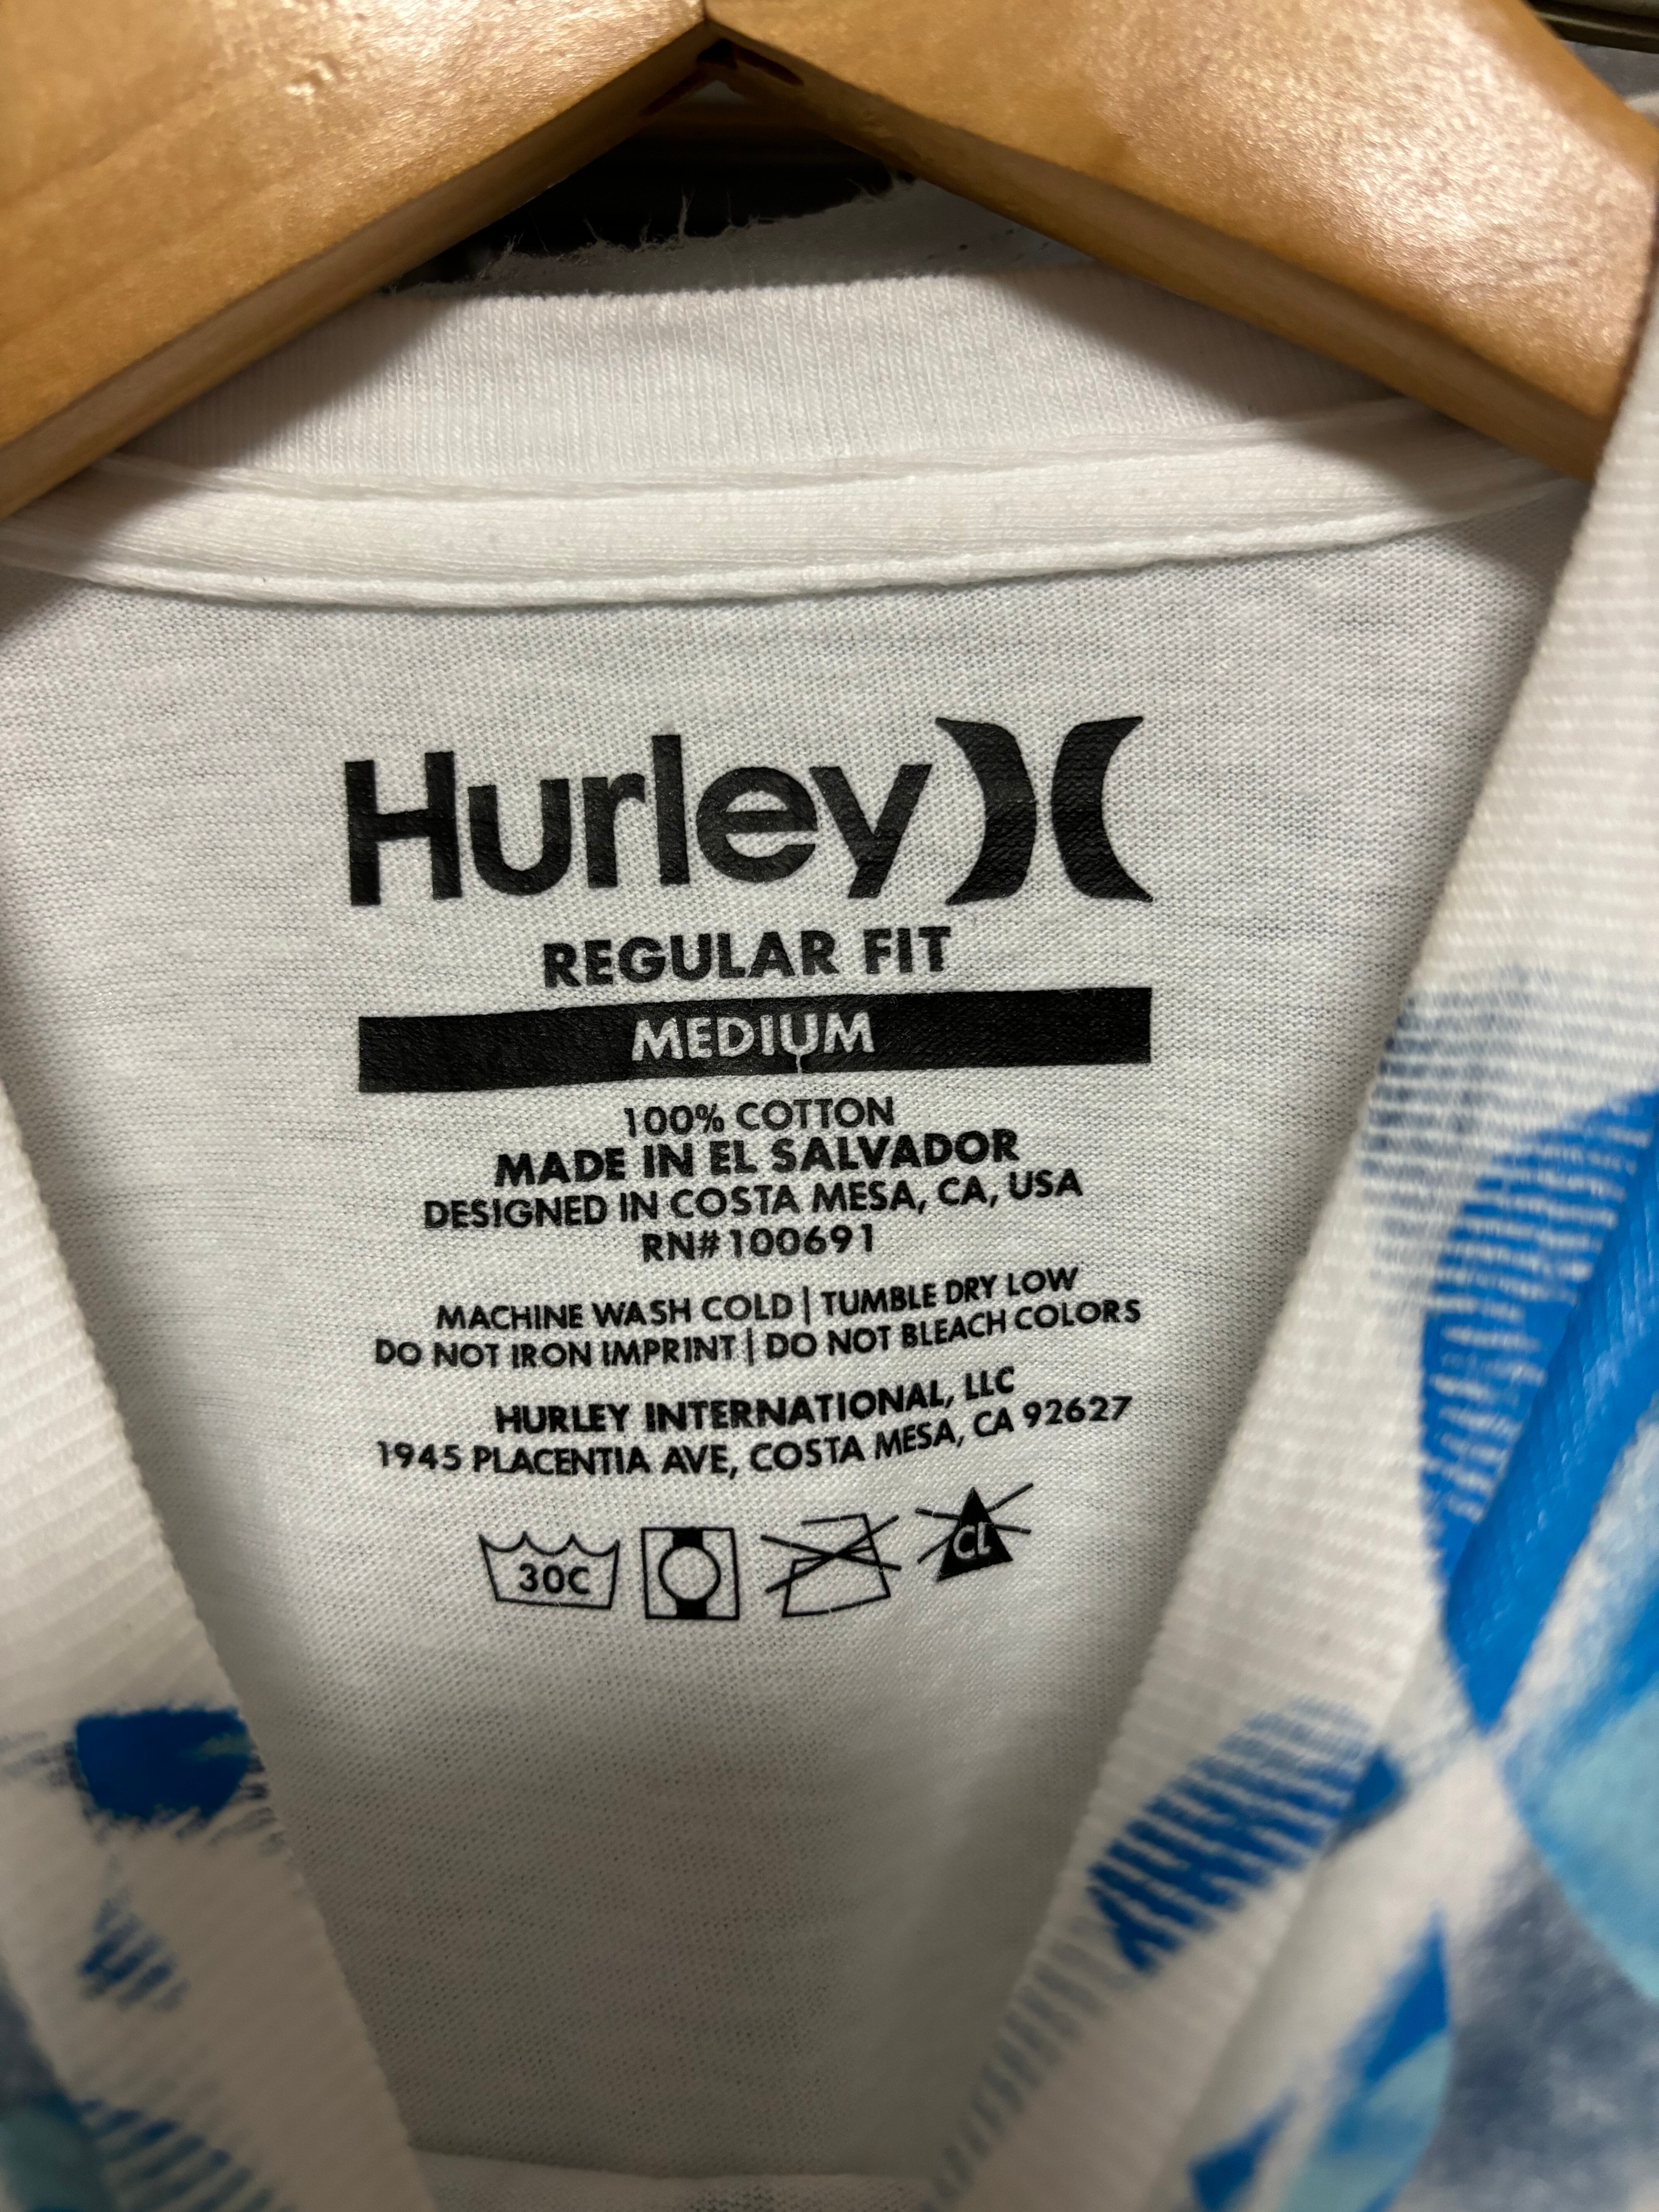 Hurley
REGULAR FIT
MEDIUM
100% COTTON
MADE IN EL SALVADOR
DESIGNED IN COSTA MESA, CA, USA
RN#100691
MACHINE WASH COLD | TUMBLE DRY LOW
DO NOT IRON IMPRINT | DO NOT BLEACH COLORS
HURLEY INTERNATIONAL, LLC
1945 PLACENTIA AVE, COSTA MESA, CA 92627
30C CL